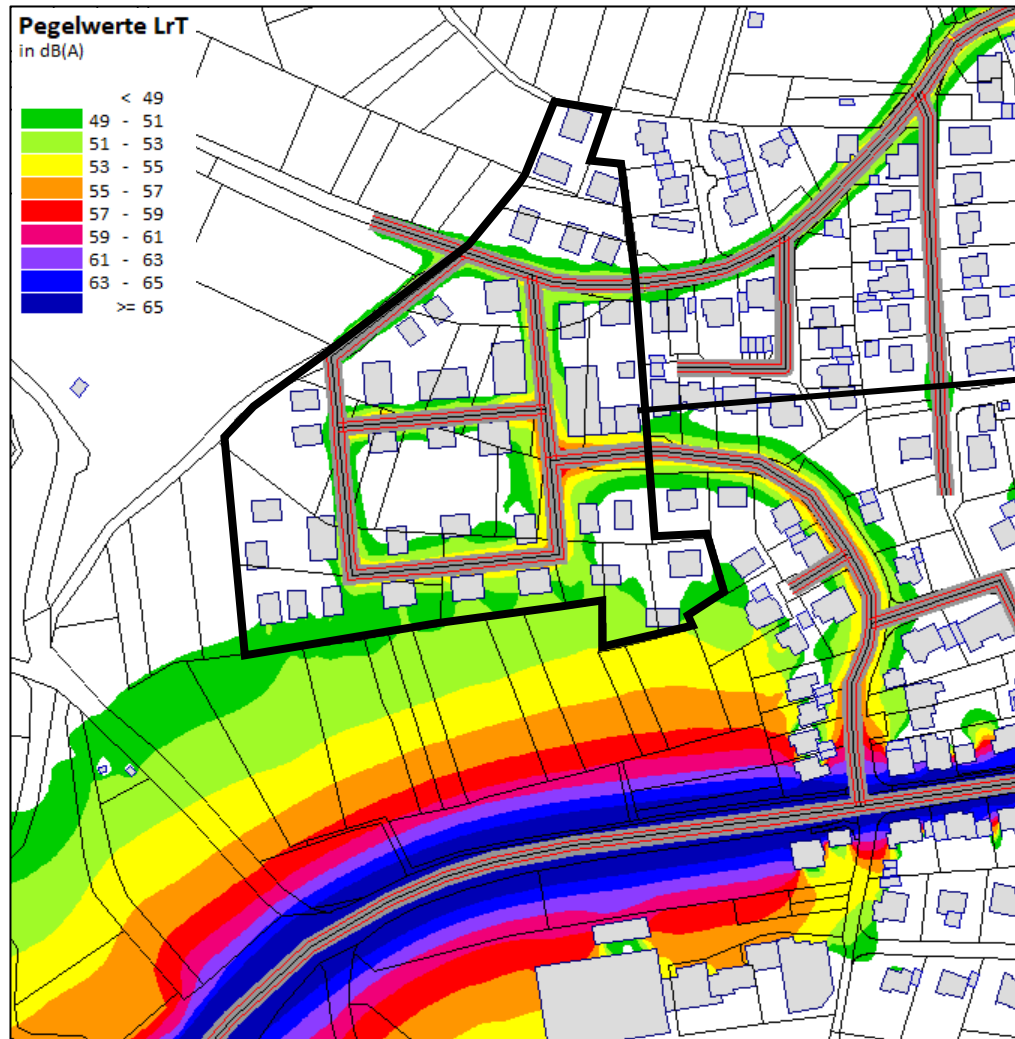 Pegelwerte LrT
in dB(A)
< 49
49 - 51
51 - 53
53 - 55
55 - 57
57 - 59
59 - 61
61 - 63
63 - 65
>= 65